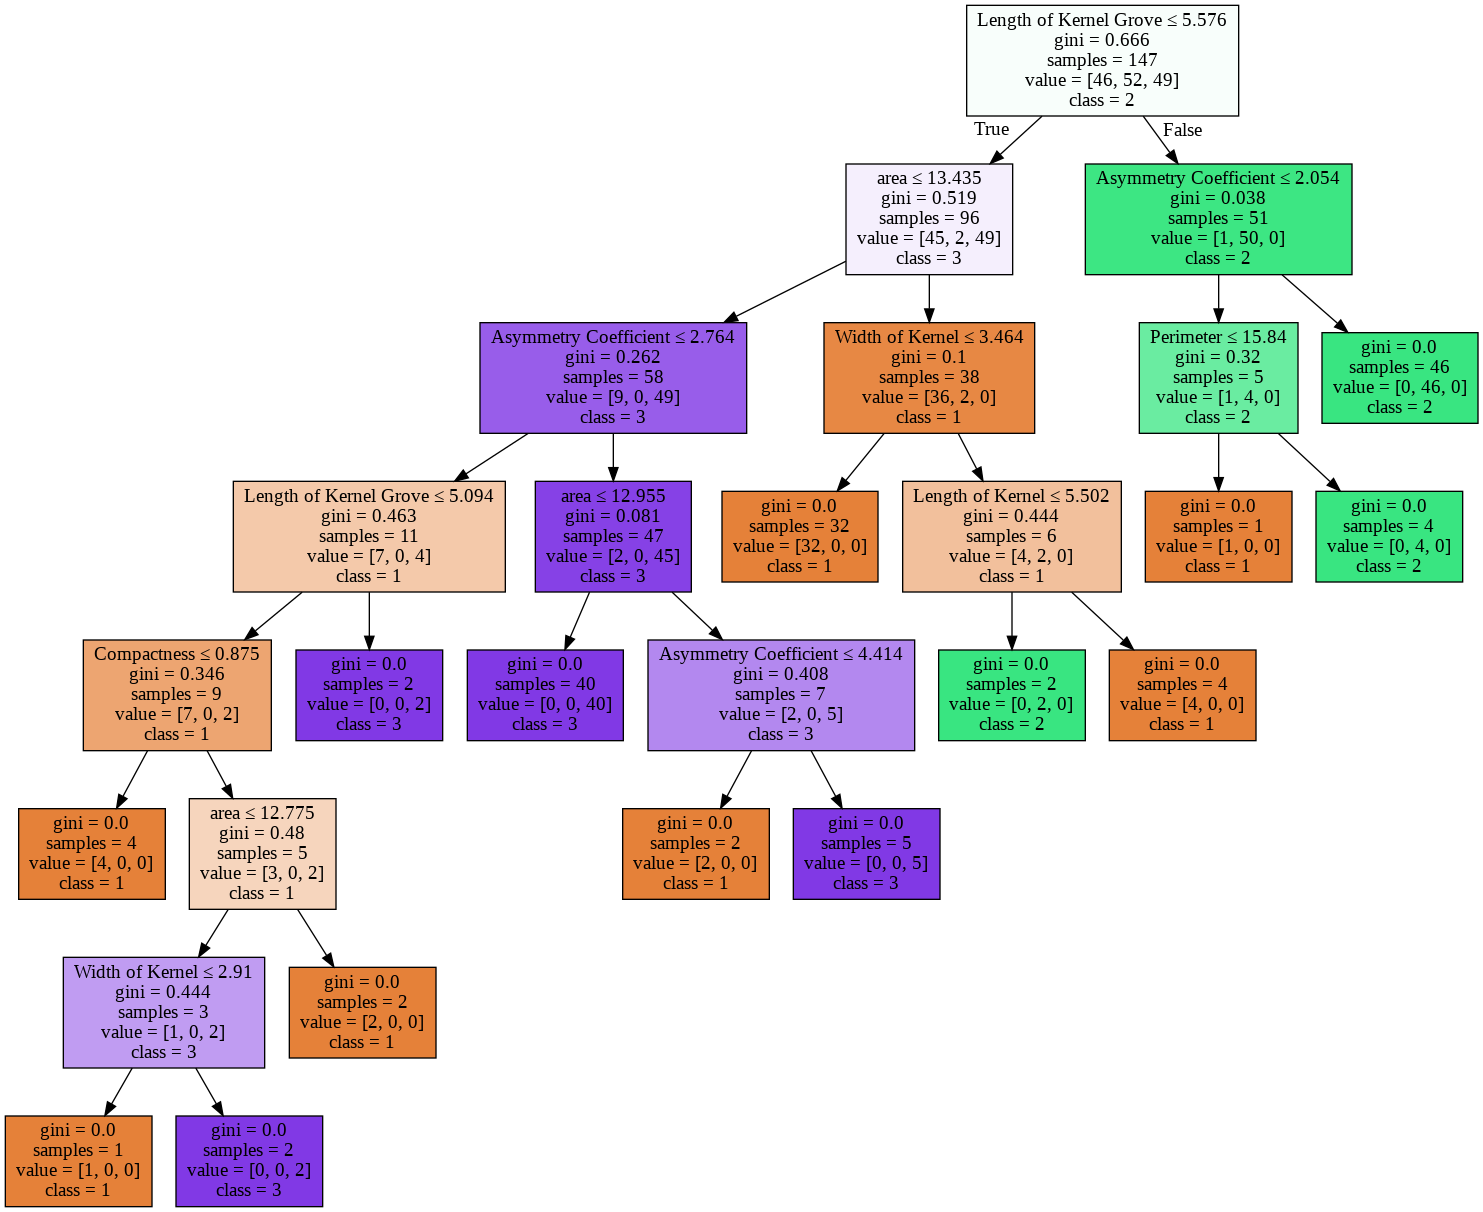 Length of Kernel Grove ≤ 5.576
gini = 0.666
samples = 147
value = [46, 52, 49]
class = 2
True
False
area ≤ 13.435
gini = 0.519
samples = 96
value = [45, 2, 49]
class = 3
Asymmetry Coefficient ≤ 2.054
gini = 0.038
samples = 51
value = [1, 50, 0]
class = 2
Asymmetry Coefficient ≤ 2.764
gini = 0.262
samples = 58
value = [9, 0, 49]
class = 3
Width of Kernel ≤ 3.464
gini = 0.1
samples = 38
value = [36, 2, 0]
class = 1
Perimeter ≤ 15.84
gini = 0.32
samples = 5
value = [1, 4, 0]
class = 2
gini = 0.0
samples = 46
value = [0, 46, 0]
class = 2
Length of Kernel Grove ≤ 5.094
gini = 0.463
samples = 11
value = [7, 0, 4]
class = 1
area ≤ 12.955
gini = 0.081
samples = 47
value = [2, 0, 45]
class = 3
gini = 0.0
samples = 32
value = [32, 0, 0]
class = 1
Length of Kernel ≤ 5.502
gini = 0.444
samples = 6
value = [4, 2, 0]
class = 1
gini = 0.0
samples = 1
value = [1, 0, 0]
class = 1
gini = 0.0
samples = 4
value = [0, 4, 0]
class = 2
Compactness ≤ 0.875
gini = 0.346
samples = 9
value = [7, 0, 2]
class = 1
gini = 0.0
samples = 2
value = [0, 0, 2]
class = 3
gini = 0.0
samples = 40
value = [0, 0, 40]
class = 3
Asymmetry Coefficient ≤ 4.414
gini = 0.408
samples = 7
value = [2, 0, 5]
class = 3
gini = 0.0
samples = 2
value = [0, 2, 0]
class = 2
gini = 0.0
samples = 4
value = [4, 0, 0]
class = 1
gini = 0.0
samples = 4
value = [4, 0, 0]
class = 1
area ≤ 12.775
gini = 0.48
samples = 5
value = [3, 0, 2]
class = 1
gini = 0.0
samples = 2
value = [2, 0, 0]
class = 1
gini = 0.0
samples = 5
value = [0, 0, 5]
class = 3
Width of Kernel ≤ 2.91
gini = 0.444
samples = 3
value = [1, 0, 2]
class = 3
gini = 0.0
samples = 2
value = [2, 0, 0]
class = 1
gini = 0.0
samples = 1
value = [1, 0, 0]
class = 1
gini = 0.0
samples = 2
value = [0, 0, 2]
class = 3